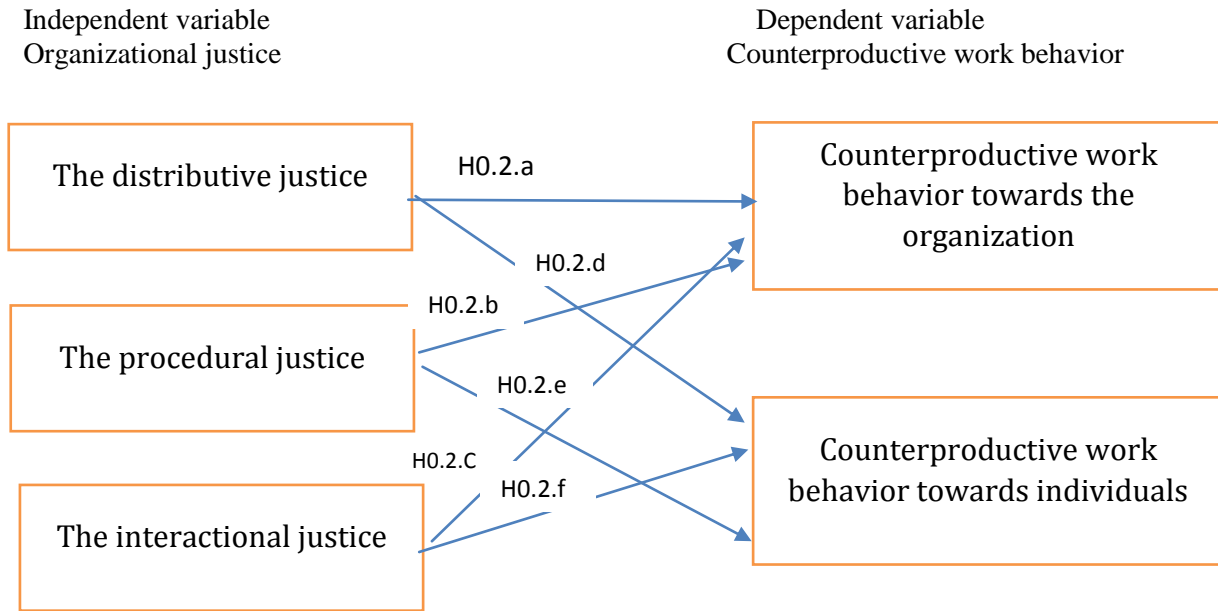 Independent variable
Organizational justice
Dependent variable
Counterproductive work behavior
The distributive justice
H0.2.a
Counterproductive work
behavior towards the
organization
H0.2.d
H0.2.b
The procedural justice
H0.2.e
H0.2.C
H0.2.f
The interactional justice
Counterproductive work
behavior towards individuals